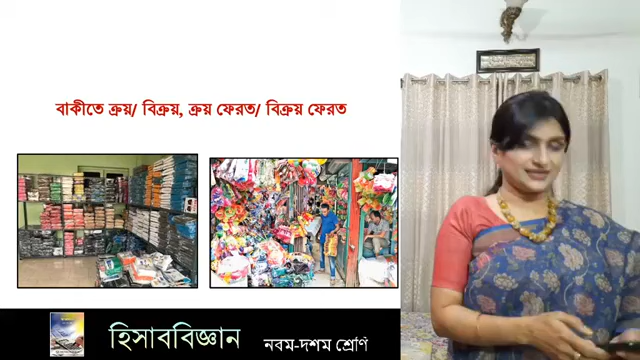 বাকীতে ক্রয়/ বিক্রয়, ক্রয় ফেরত/ বিক্রয় ফেরত
হিসাববিজ্ঞান
নবম-দশম শ্রেণি